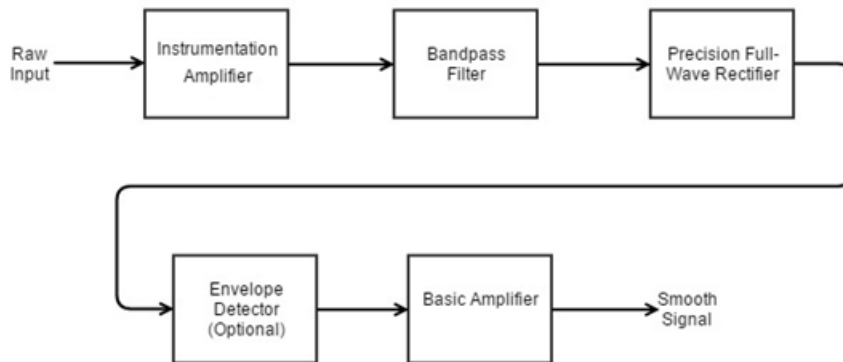 Raw
Input
Instrumentation
Amplifier
Bandpass
Filter
Precision Full-
Wave Rectifier
Envelope
Detector
(Optional)
Basic Amplifier
Smooth
Signal